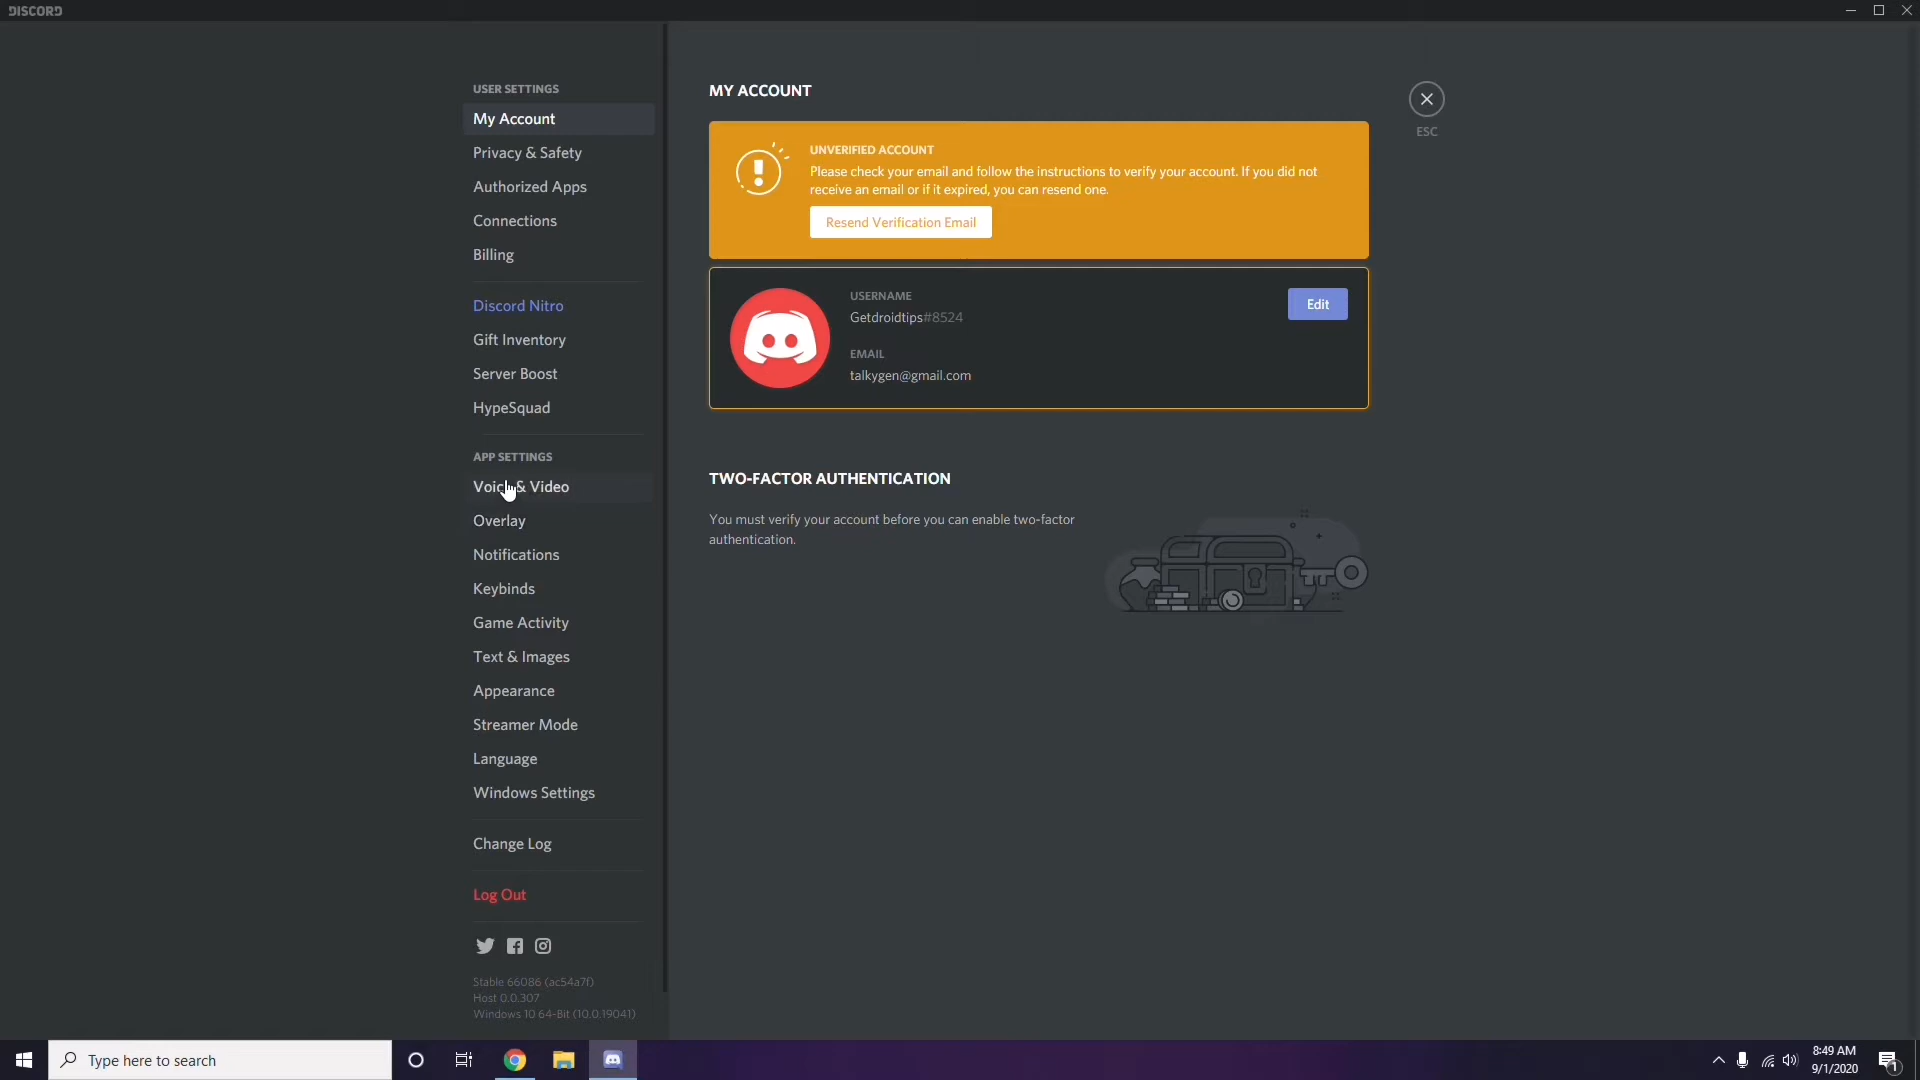 DISCORD
USER SETTINGS
My Account
Privacy & Safety
Authorized Apps
Connections
Billing
Discord Nitro
Gift Inventory
Server Boost
HypeSquad
APP SETTINGS
Voice & Video
Overlay
Notifications
Keybinds
Game Activity
Text & Images
Appearance
Streamer Mode
Language
Windows Settings
Change Log
Log Out
Stable 66086 (ac54a7f)
Host 0.0.307
Windows 10 64-Bit (10.0.19041)
MY ACCOUNT
ESC
UNVERIFIED ACCOUNT
Please check your email and follow the instructions to verify your account. If you did not
receive an email or if it expired, you can resend one.
Resend Verification Email
USERNAME
Getdroidtips#8524
Edit
EMAIL
talkygen@gmail.com
TWO-FACTOR AUTHENTICATION
You must verify your account before you can enable two-factor
authentication.
Type here to search
8:49 AM
9/1/2020
1